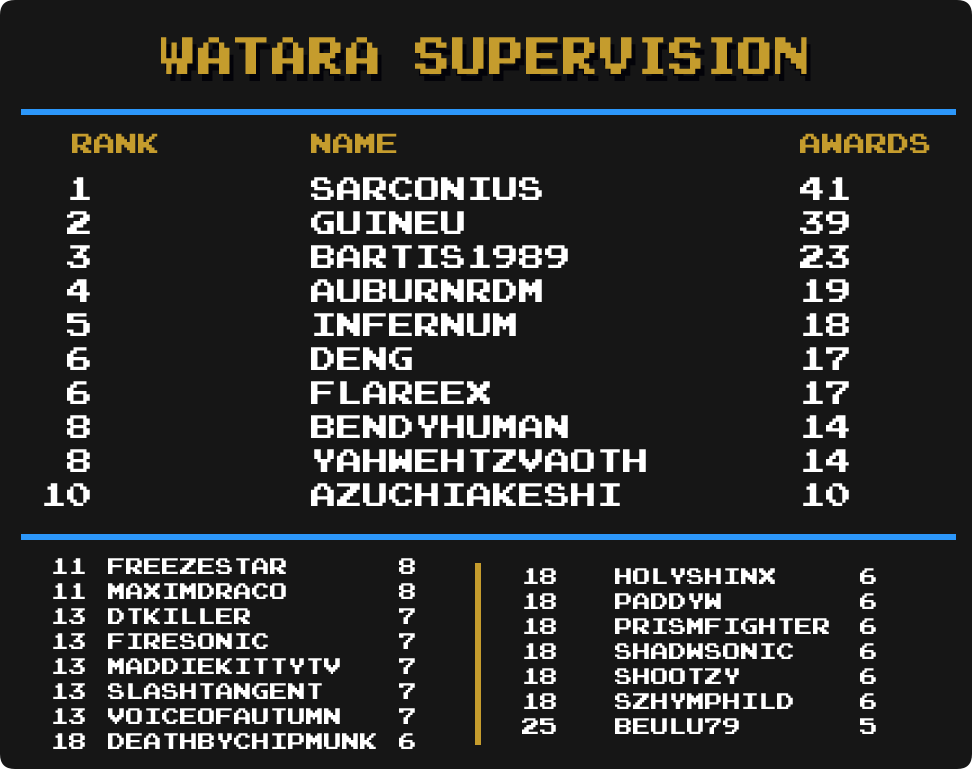 WATARA SUPERVISION
RANK NAME AWARDS
1 SARCONIUS 41
2 GUINEU 39
3 BARTIS1989 23
4 AUBURNRDM 19
5 INFERNUM 18
6 DENG 17
6 FLAREEX 17
8 BENDYHUMAN 14
8 YAHWEHTZVAOTH 14
10 AZUCHIAKESHI 10
11 FREEZESTAR 8
11 MAXIMDRACO 8
13 DTKILLER 7
13 FIRESONIC 7
13 MADDIEKITTYTV 7
13 SLASHTANGENT 7
13 VOICEOFAUTUMN 7
18 DEATHBYCHIPMUNK 6
18 HOLYSHINX 6
18 PADDYW 6
18 PRISMFIGHTER 6
18 SHADWSONIC 6
18 SHOOTZY 6
18 SZHYMPHILD 6
25 BEULU79 5